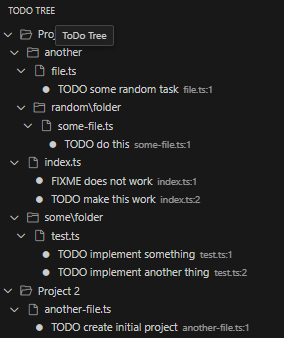 TODO TREE
Proj
ToDo Tree
another
file.ts
TODO some random task file.ts:1
random\folder
some-file.ts
TODO do this some-file.ts:1
index.ts
FIXME does not work index.ts:1
TODO make this work index.ts:2
some\folder
test.ts
TODO implement something test.ts:1
TODO implement another thing test.ts:2
Project 2
another-file.ts
TODO create initial project another-file.ts:1